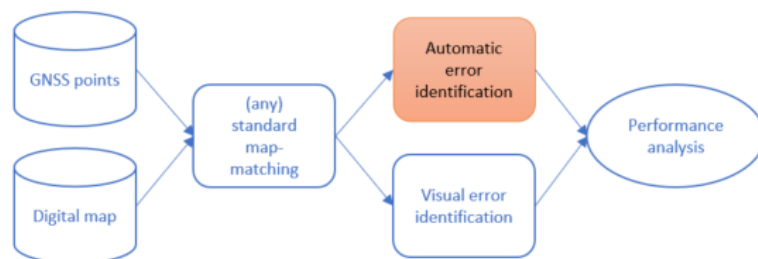 GNSS points
Digital map
(any)
standard
map-
matching
Automatic
error
identification
Visual error
identification
Performance
analysis